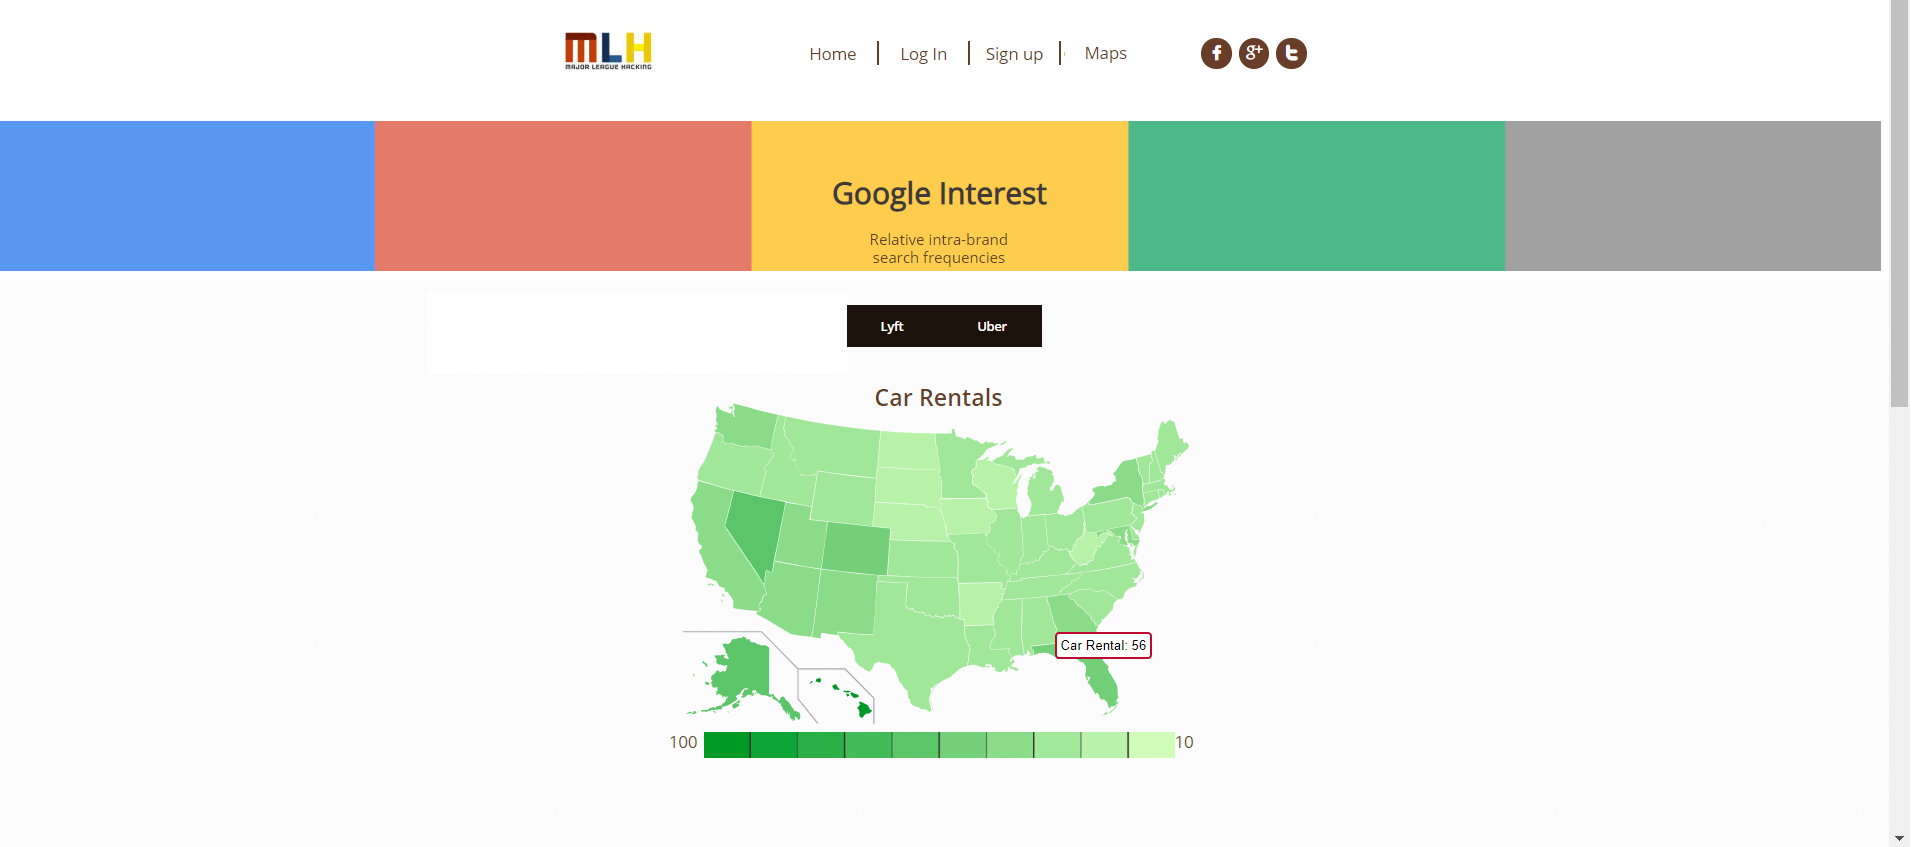 MLH
MAJOR LEAGUE HACKING
Home
Log In
Sign up
Maps
f
g+
t
Google Interest
Relative intra-brand
search frequencies
Lyft
Uber
Car Rentals
Car Rental: 56
100
10